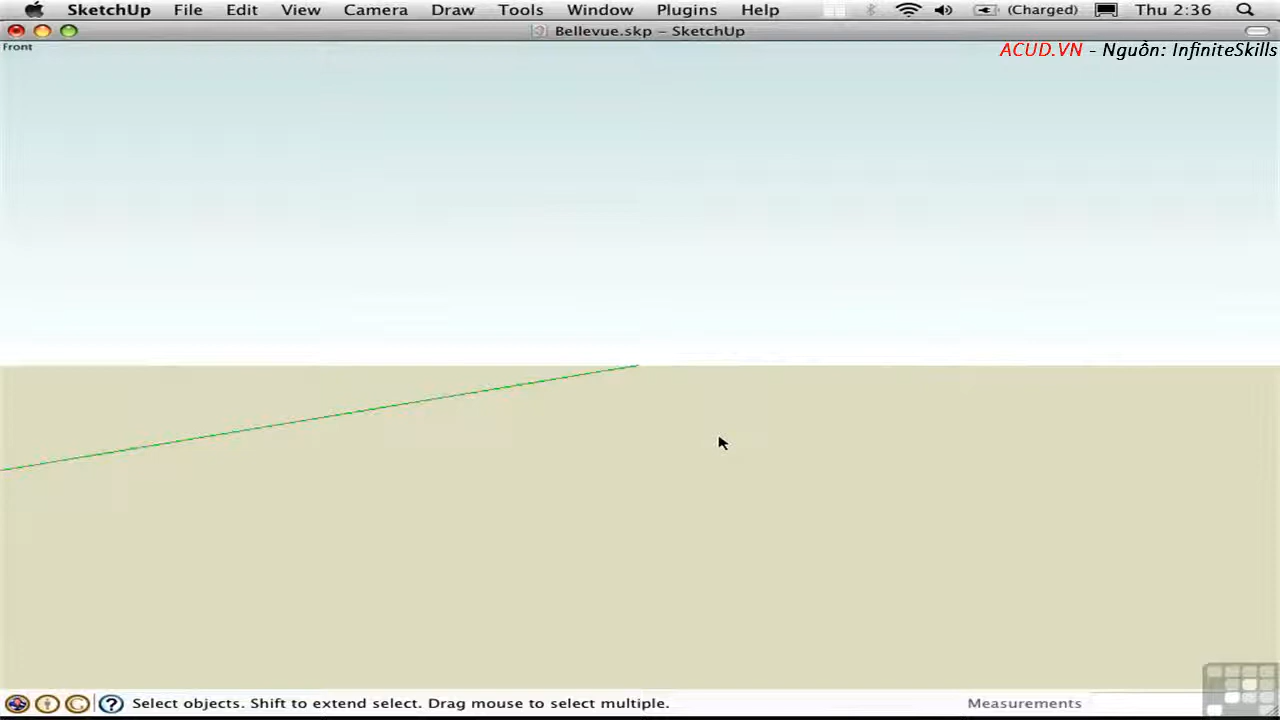 SketchUp File Edit View Camera Draw Tools Window Plugins Help (Charged) Thu 2:36
Bellevue.skp – SketchUp
Front
ACUD.VN - Nguồn: InfiniteSkills
Select objects. Shift to extend select. Drag mouse to select multiple.
Measurements